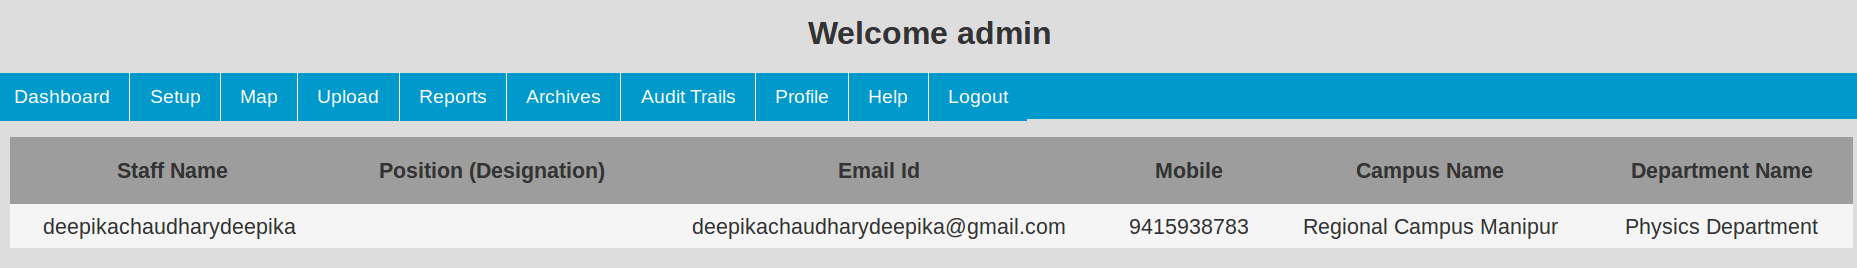 Welcome admin
Dashboard Setup Map Upload Reports Archives Audit Trails Profile Help Logout
Staff Name Position (Designation) Email Id Mobile Campus Name Department Name
deepikachaudharydeepika deepikachaudharydeepika@gmail.com 9415938783 Regional Campus Manipur Physics Department